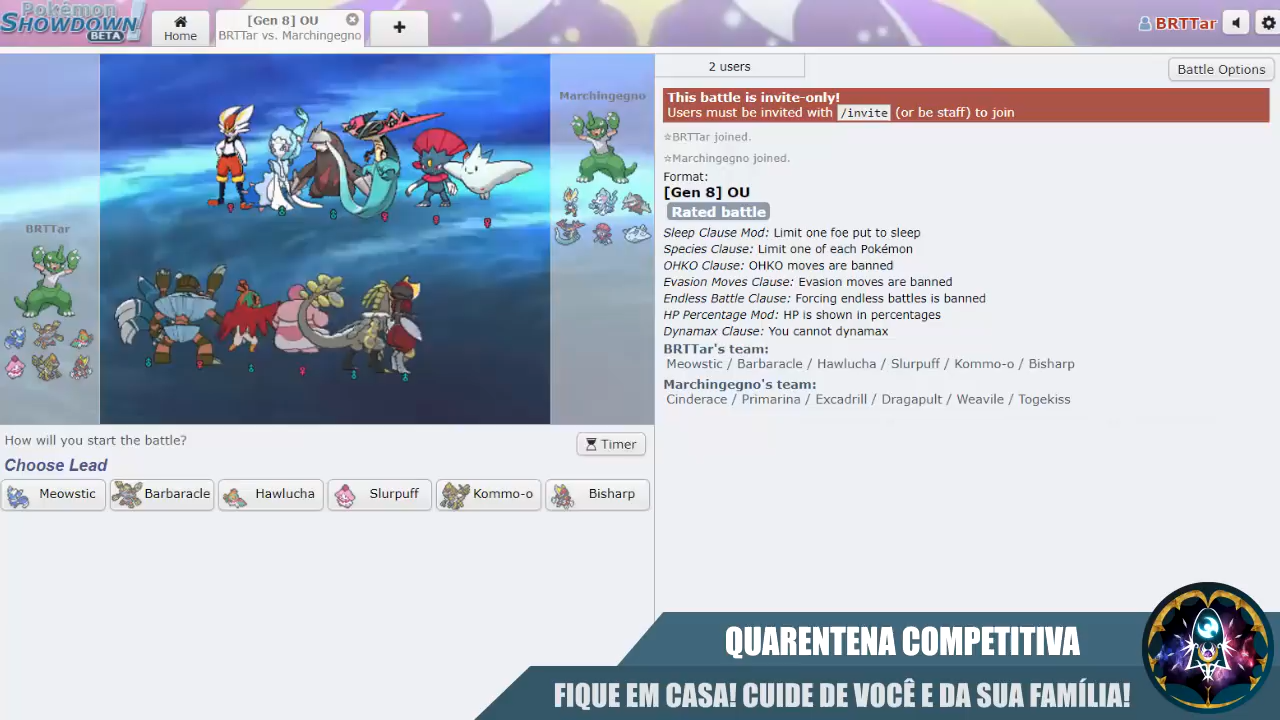 Pokémon
SHOWDOWN!
BETA
Home
[Gen 8] OU
BRTTar vs. Marchingegno
BRTTar
Marchingegno
BRTTar
2 users
Battle Options
This battle is invite-only!
Users must be invited with /invite (or be staff) to join
☆BRTTar joined.
☆Marchingegno joined.
Format:
[Gen 8] OU
Rated battle
Sleep Clause Mod: Limit one foe put to sleep
Species Clause: Limit one of each Pokémon
OHKO Clause: OHKO moves are banned
Evasion Moves Clause: Evasion moves are banned
Endless Battle Clause: Forcing endless battles is banned
HP Percentage Mod: HP is shown in percentages
Dynamax Clause: You cannot dynamax
BRTTar's team:
Meowstic / Barbaracle / Hawlucha / Slurpuff / Kommo-o / Bisharp
Marchingegno's team:
Cinderace / Primarina / Excadrill / Dragapult / Weavile / Togekiss
How will you start the battle?
Timer
Choose Lead
Meowstic
Barbaracle
Hawlucha
Slurpuff
Kommo-o
Bisharp
QUARENTENA COMPETITIVA
FIQUE EM CASA! CUIDE DE VOCÊ E DA SUA FAMÍLIA!